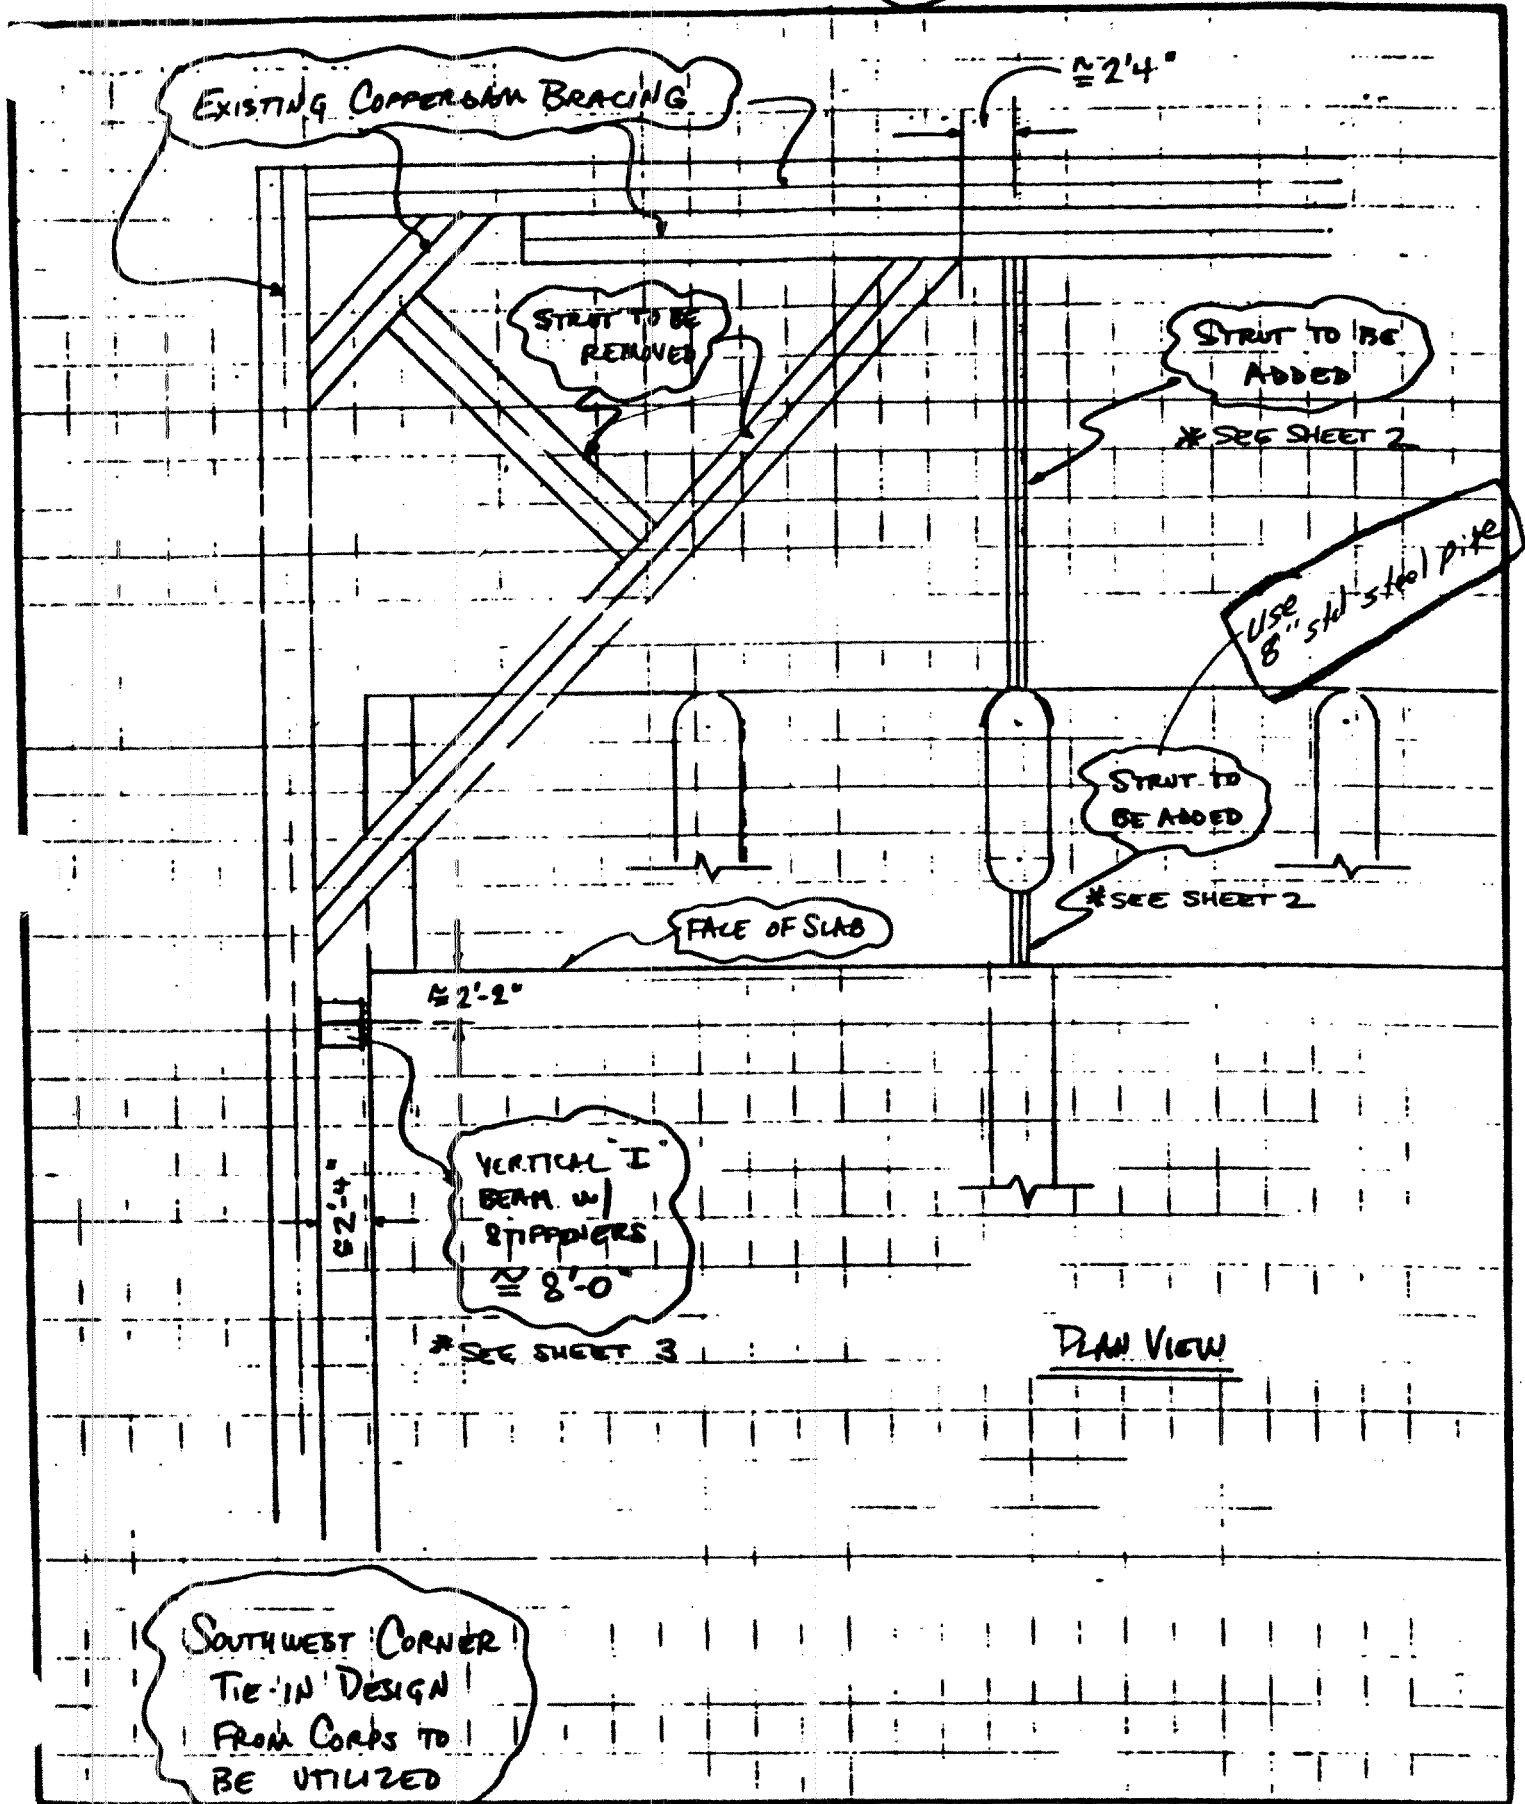 ≅ 2'4"
EXISTING COFFERDAM BRACING
STRUT TO BE
REMOVED
STRUT TO BE
ADDED
* SEE SHEET 2
Use
8" std steel pipe
STRUT TO
BE ADDED
* SEE SHEET 2
FACE OF SLAB
≅ 2'-2"
≅ 2'-4"
VERTICAL "I"
BEAM W/
STIFFENERS
≅ 8'-0"
* SEE SHEET 3
PLAN VIEW
SOUTHWEST CORNER
TIE-IN DESIGN
FROM CORPS TO
BE UTILIZED